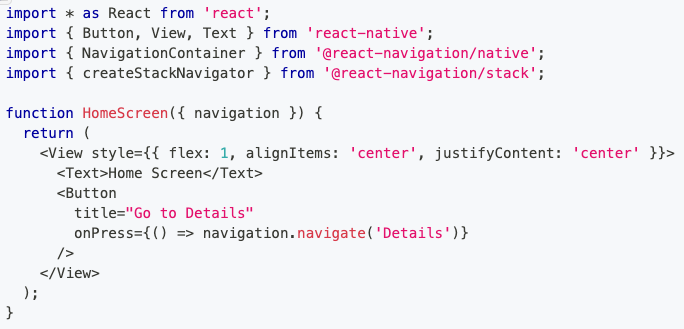 import * as React from 'react';
import { Button, View, Text } from 'react-native';
import { NavigationContainer } from '@react-navigation/native';
import { createStackNavigator } from '@react-navigation/stack';

function HomeScreen({ navigation }) {
  return (
    <View style={{ flex: 1, alignItems: 'center', justifyContent: 'center' }}>
      <Text>Home Screen</Text>
      <Button
        title="Go to Details"
        onPress={() => navigation.navigate('Details')}
      />
    </View>
  );
}